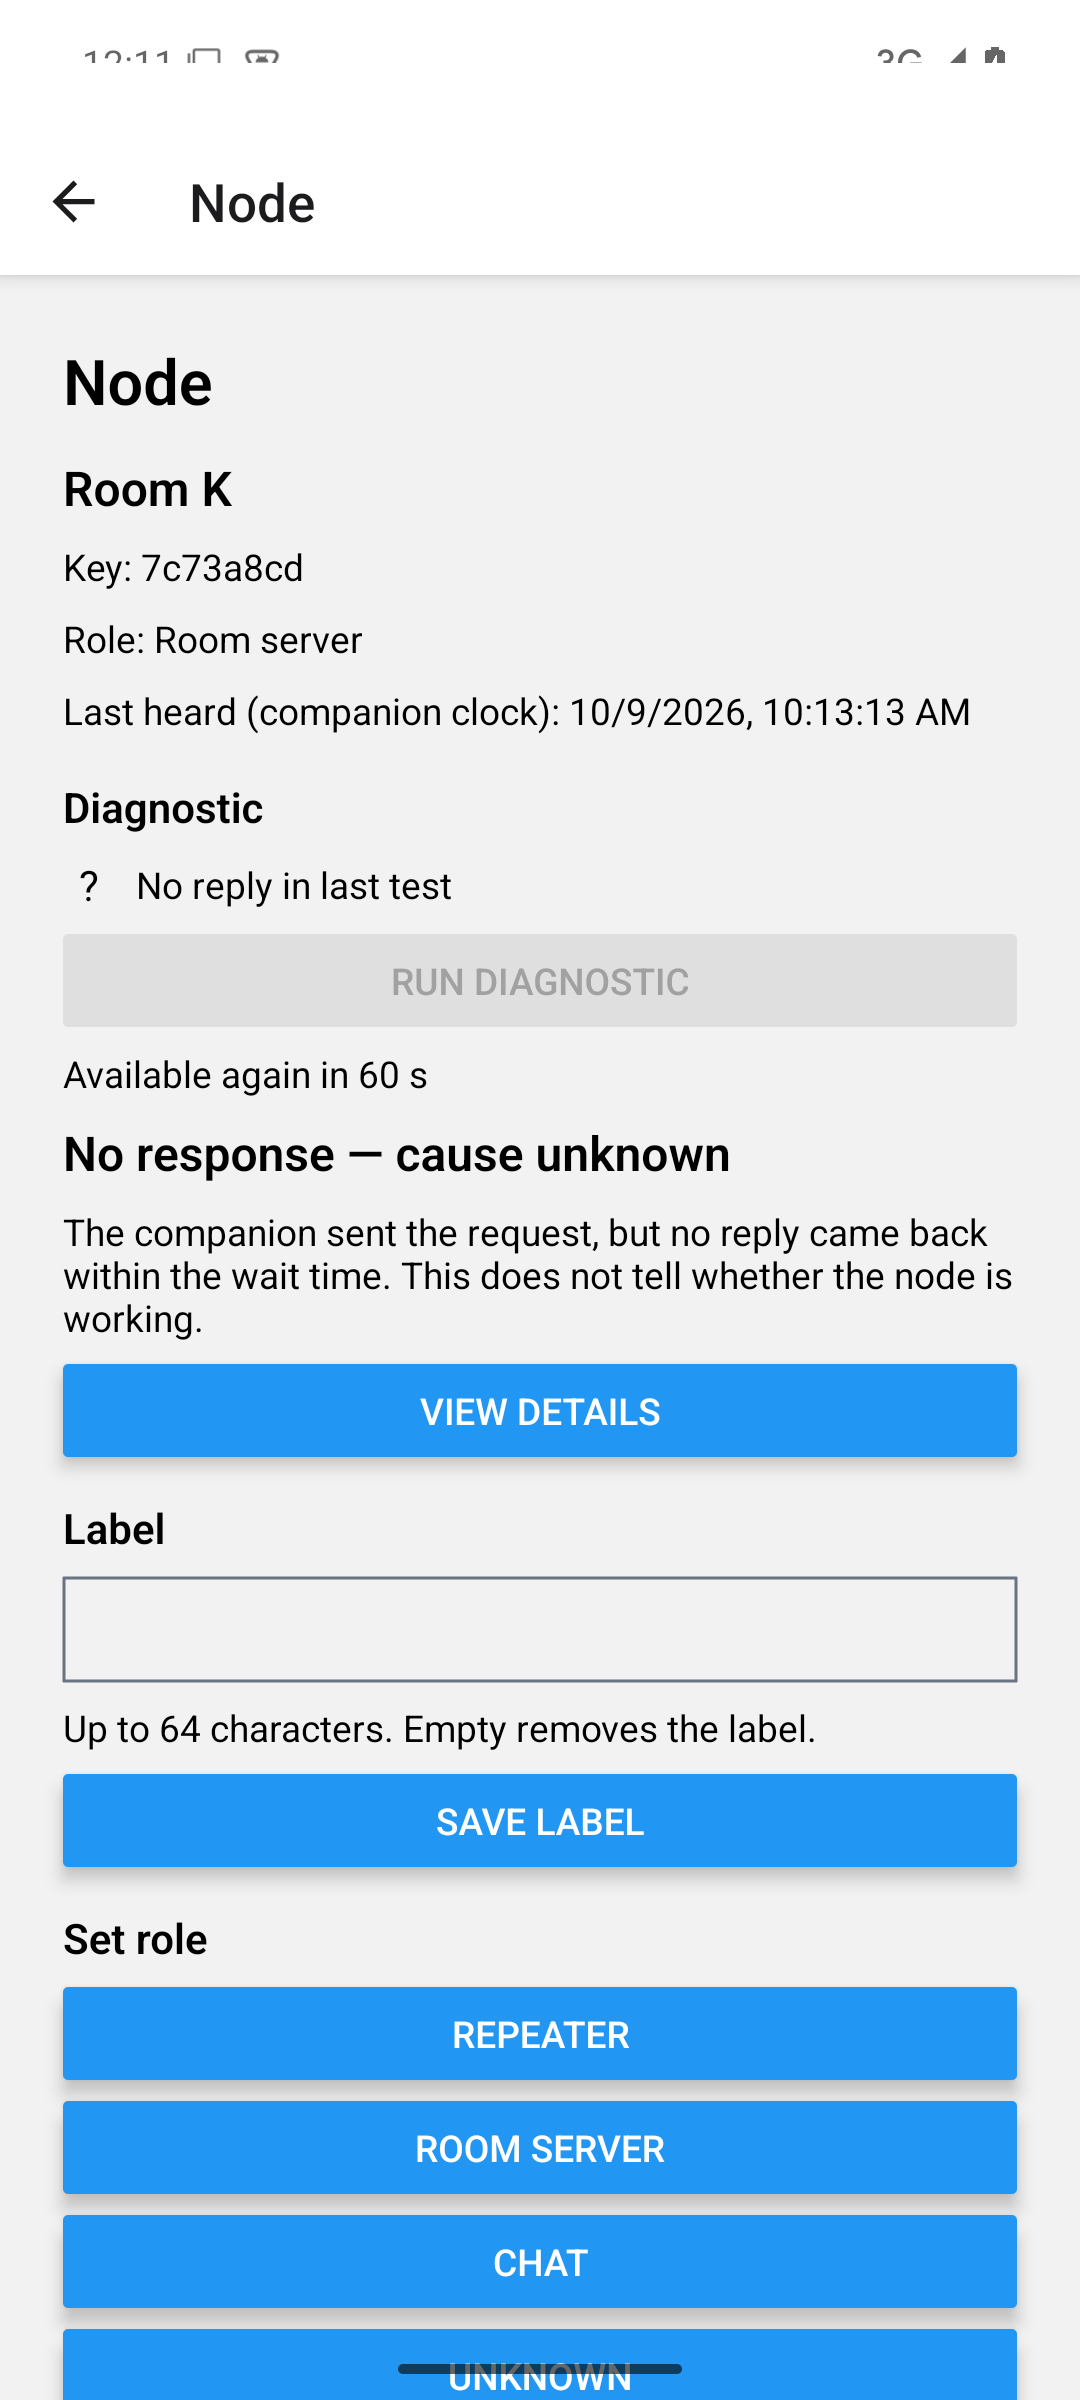 12:11 3G
Node
Node
Room K
Key: 7c73a8cd
Role: Room server
Last heard (companion clock): 10/9/2026, 10:13:13 AM
Diagnostic
? No reply in last test
RUN DIAGNOSTIC
Available again in 60 s
No response — cause unknown
The companion sent the request, but no reply came back
within the wait time. This does not tell whether the node is
working.
VIEW DETAILS
Label
Up to 64 characters. Empty removes the label.
SAVE LABEL
Set role
REPEATER
ROOM SERVER
CHAT
UNKNOWN